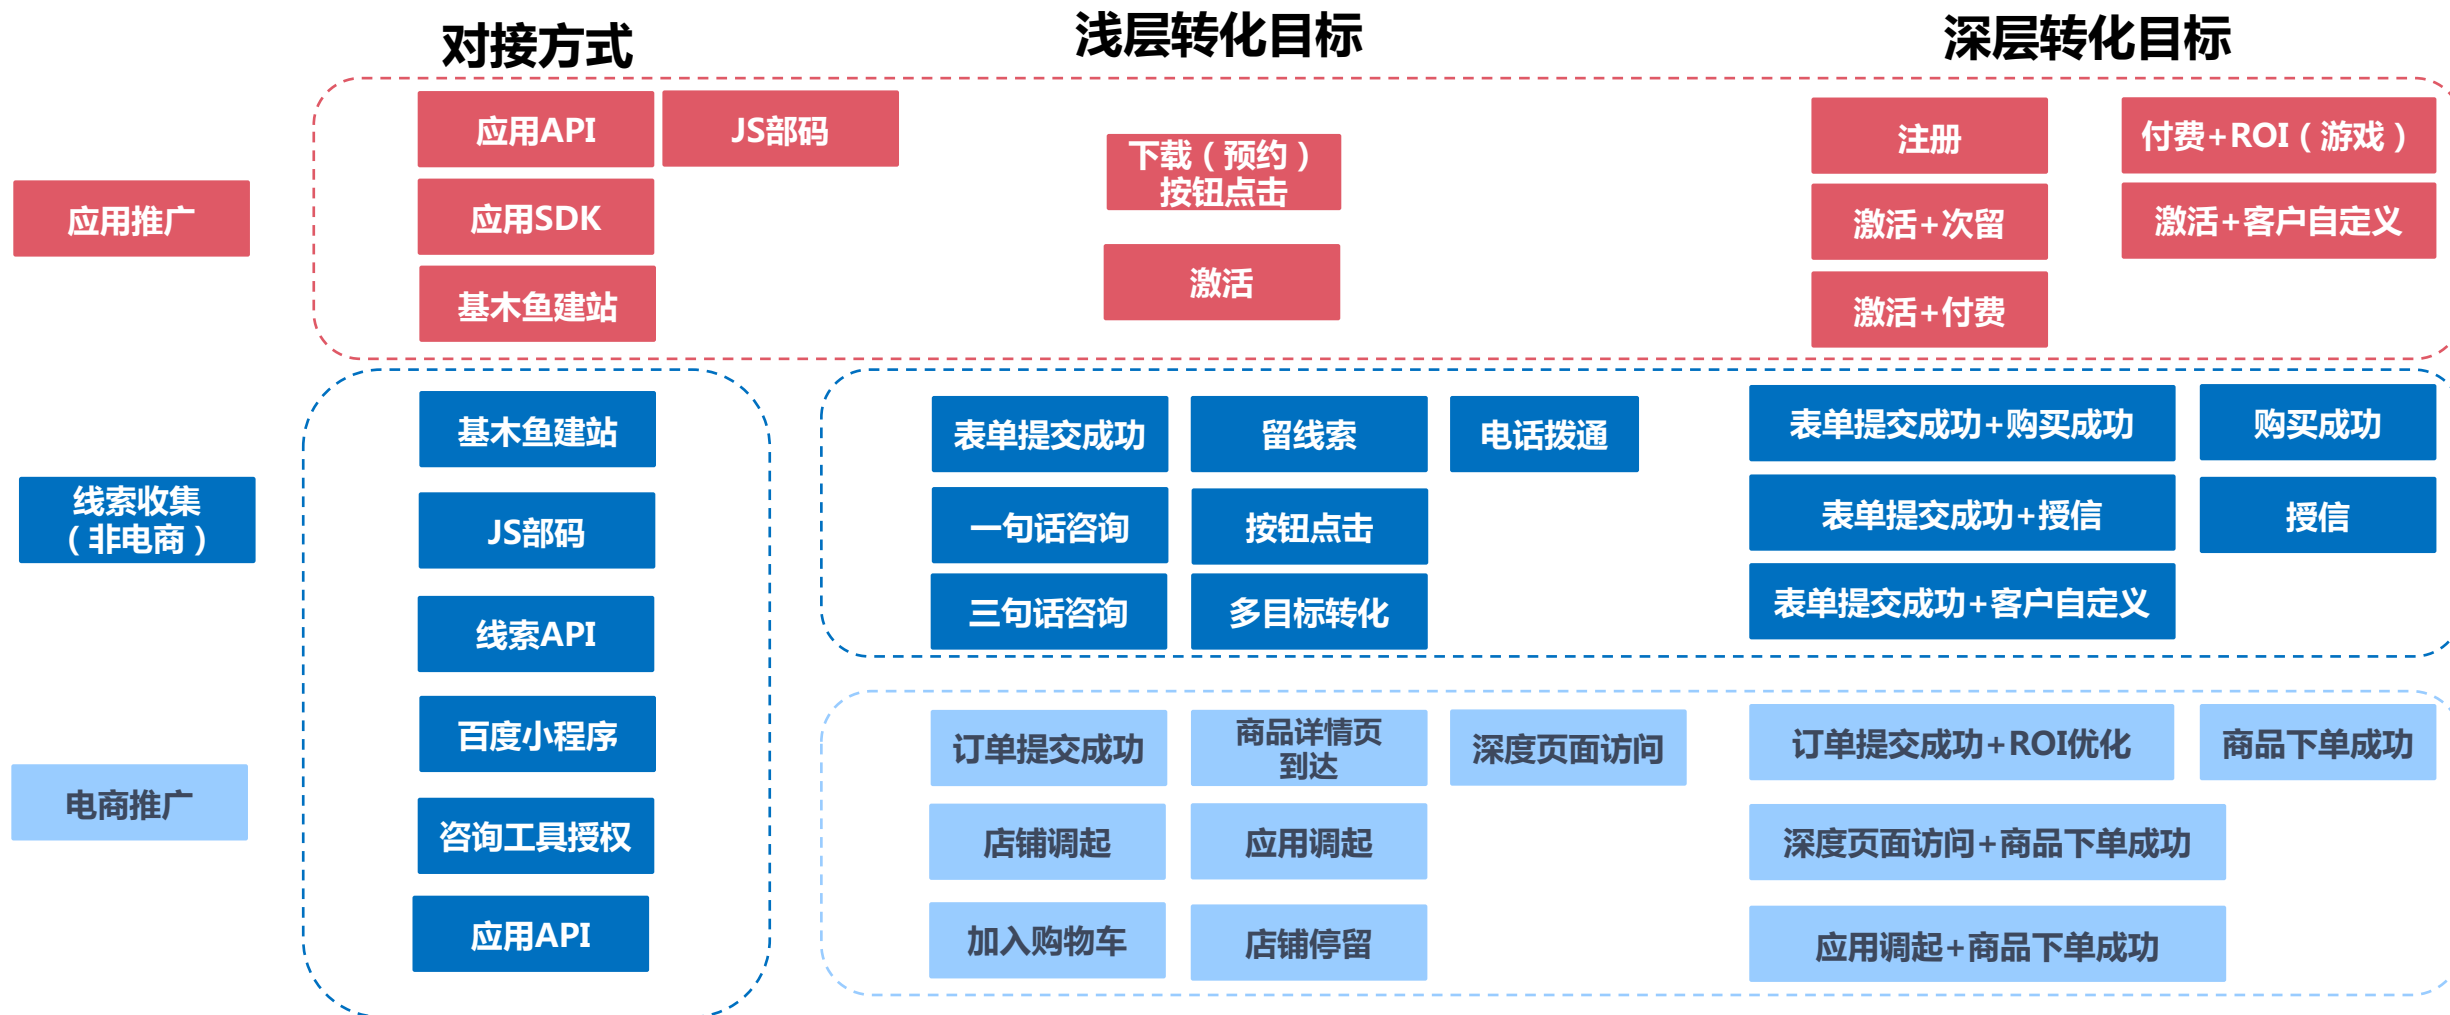 对接方式
浅层转化目标
深层转化目标
应用推广
应用API
JS部码
应用SDK
基木鱼建站
下载（预约）
按钮点击
激活
注册
付费+ROI（游戏）
激活+次留
激活+客户自定义
激活+付费
线索收集
（非电商）
电商推广
基木鱼建站
JS部码
线索API
百度小程序
咨询工具授权
应用API
表单提交成功
留线索
电话拨通
一句话咨询
按钮点击
三句话咨询
多目标转化
表单提交成功+购买成功
购买成功
表单提交成功+授信
授信
表单提交成功+客户自定义
订单提交成功
商品详情页
到达
深度页面访问
店铺调起
应用调起
加入购物车
店铺停留
订单提交成功+ROI优化
商品下单成功
深度页面访问+商品下单成功
应用调起+商品下单成功